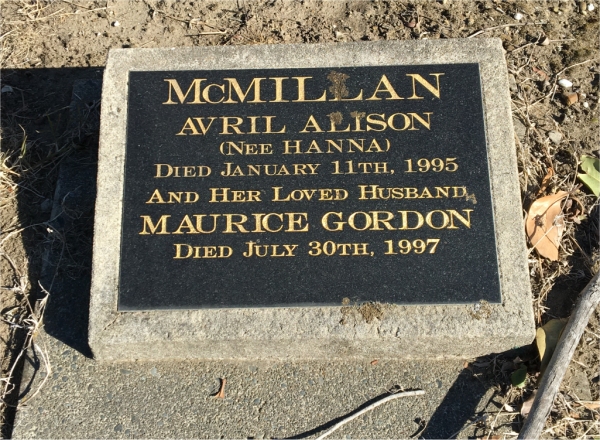 McMILLAN
AVRIL ALISON
(NEE HANNA)
DIED JANUARY 11TH, 1995
AND HER LOVED HUSBAND
MAURICE GORDON
DIED JULY 30TH, 1997